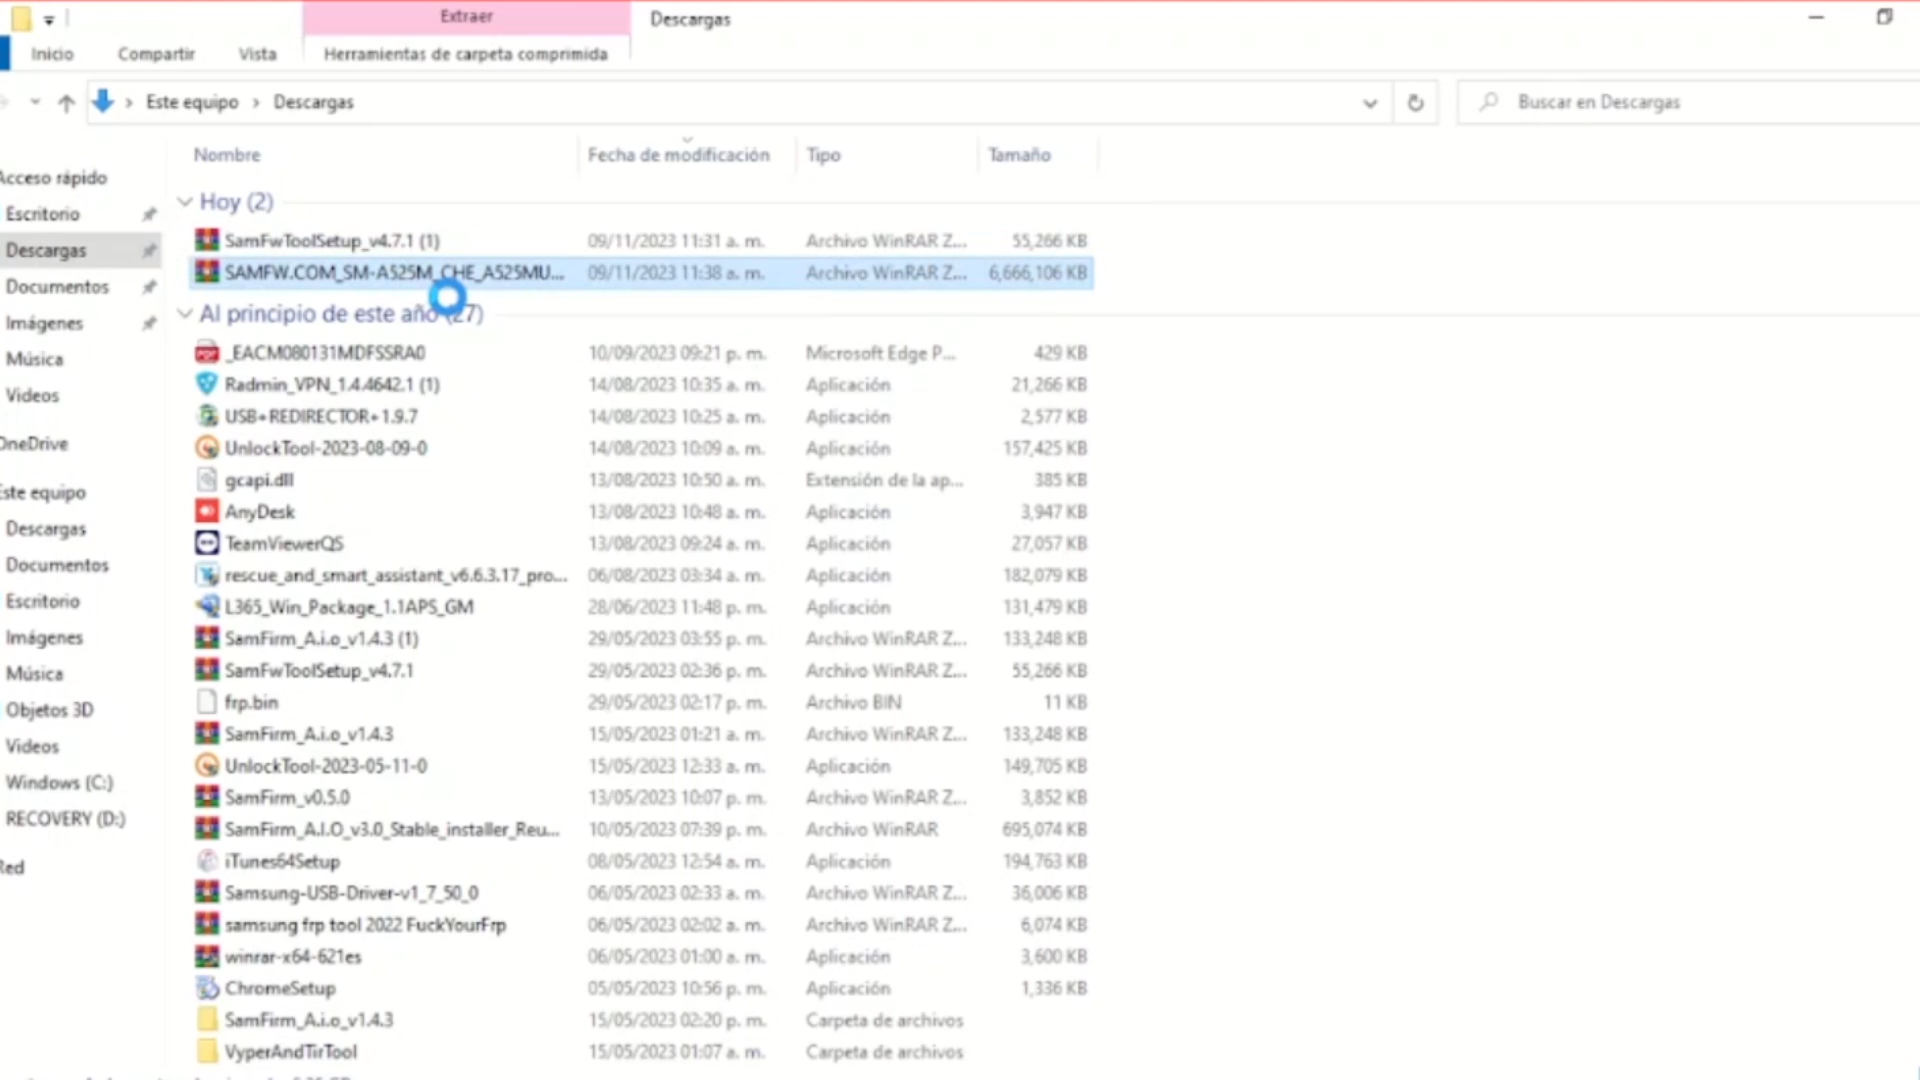 Extraer
Descargas
Inicio
Compartir
Vista
Herramientas de carpeta comprimida
Este equipo > Descargas
Buscar en Descargas
Nombre
Fecha de modificación
Tipo
Tamaño
Acceso rápido
Escritorio
Descargas
Documentos
Imágenes
Música
Videos
OneDrive
Este equipo
Descargas
Documentos
Escritorio
Imágenes
Música
Objetos 3D
Videos
Windows (C:)
RECOVERY (D:)
Red
Hoy (2)
SamFwToolSetup_v4.7.1 (1) 09/11/2023 11:31 a. m. Archivo WinRAR Z... 55,266 KB
SAMFW.COM_SM-A525M_CHE_A525MU... 09/11/2023 11:38 a. m. Archivo WinRAR Z... 6,666,106 KB
Al principio de este año (27)
_EACM080131MDFSSRA0 10/09/2023 09:21 p. m. Microsoft Edge P... 429 KB
Radmin_VPN_1.4.4642.1 (1) 14/08/2023 10:35 a. m. Aplicación 21,266 KB
USB+REDIRECTOR+1.9.7 14/08/2023 10:25 a. m. Aplicación 2,577 KB
UnlockTool-2023-08-09-0 14/08/2023 10:09 a. m. Aplicación 157,425 KB
gcapi.dll 13/08/2023 10:50 a. m. Extensión de la ap... 385 KB
AnyDesk 13/08/2023 10:48 a. m. Aplicación 3,947 KB
TeamViewerQS 13/08/2023 09:24 a. m. Aplicación 27,057 KB
rescue_and_smart_assistant_v6.6.3.17_pro... 06/08/2023 03:34 a. m. Aplicación 182,079 KB
L365_Win_Package_1.1APS_GM 28/06/2023 11:48 p. m. Aplicación 131,479 KB
SamFirm_A.i.o_v1.4.3 (1) 29/05/2023 03:55 p. m. Archivo WinRAR Z... 133,248 KB
SamFwToolSetup_v4.7.1 29/05/2023 02:36 p. m. Archivo WinRAR Z... 55,266 KB
frp.bin 29/05/2023 02:17 p. m. Archivo BIN 11 KB
SamFirm_A.i.o_v1.4.3 15/05/2023 01:21 a. m. Archivo WinRAR Z... 133,248 KB
UnlockTool-2023-05-11-0 15/05/2023 12:33 a. m. Aplicación 149,705 KB
SamFirm_v0.5.0 13/05/2023 10:07 p. m. Archivo WinRAR Z... 3,852 KB
SamFirm_A.I.O_v3.0_Stable_installer_Reu... 10/05/2023 07:39 p. m. Archivo WinRAR 695,074 KB
iTunes64Setup 08/05/2023 12:54 a. m. Aplicación 194,763 KB
Samsung-USB-Driver-v1_7_50_0 06/05/2023 02:33 a. m. Archivo WinRAR Z... 36,006 KB
samsung frp tool 2022 FuckYourFrp 06/05/2023 02:02 a. m. Archivo WinRAR Z... 6,074 KB
winrar-x64-621es 06/05/2023 01:00 a. m. Aplicación 3,600 KB
ChromeSetup 05/05/2023 10:56 p. m. Aplicación 1,336 KB
SamFirm_A.i.o_v1.4.3 15/05/2023 02:20 p. m. Carpeta de archivos
VyperAndTirTool 15/05/2023 01:07 a. m. Carpeta de archivos